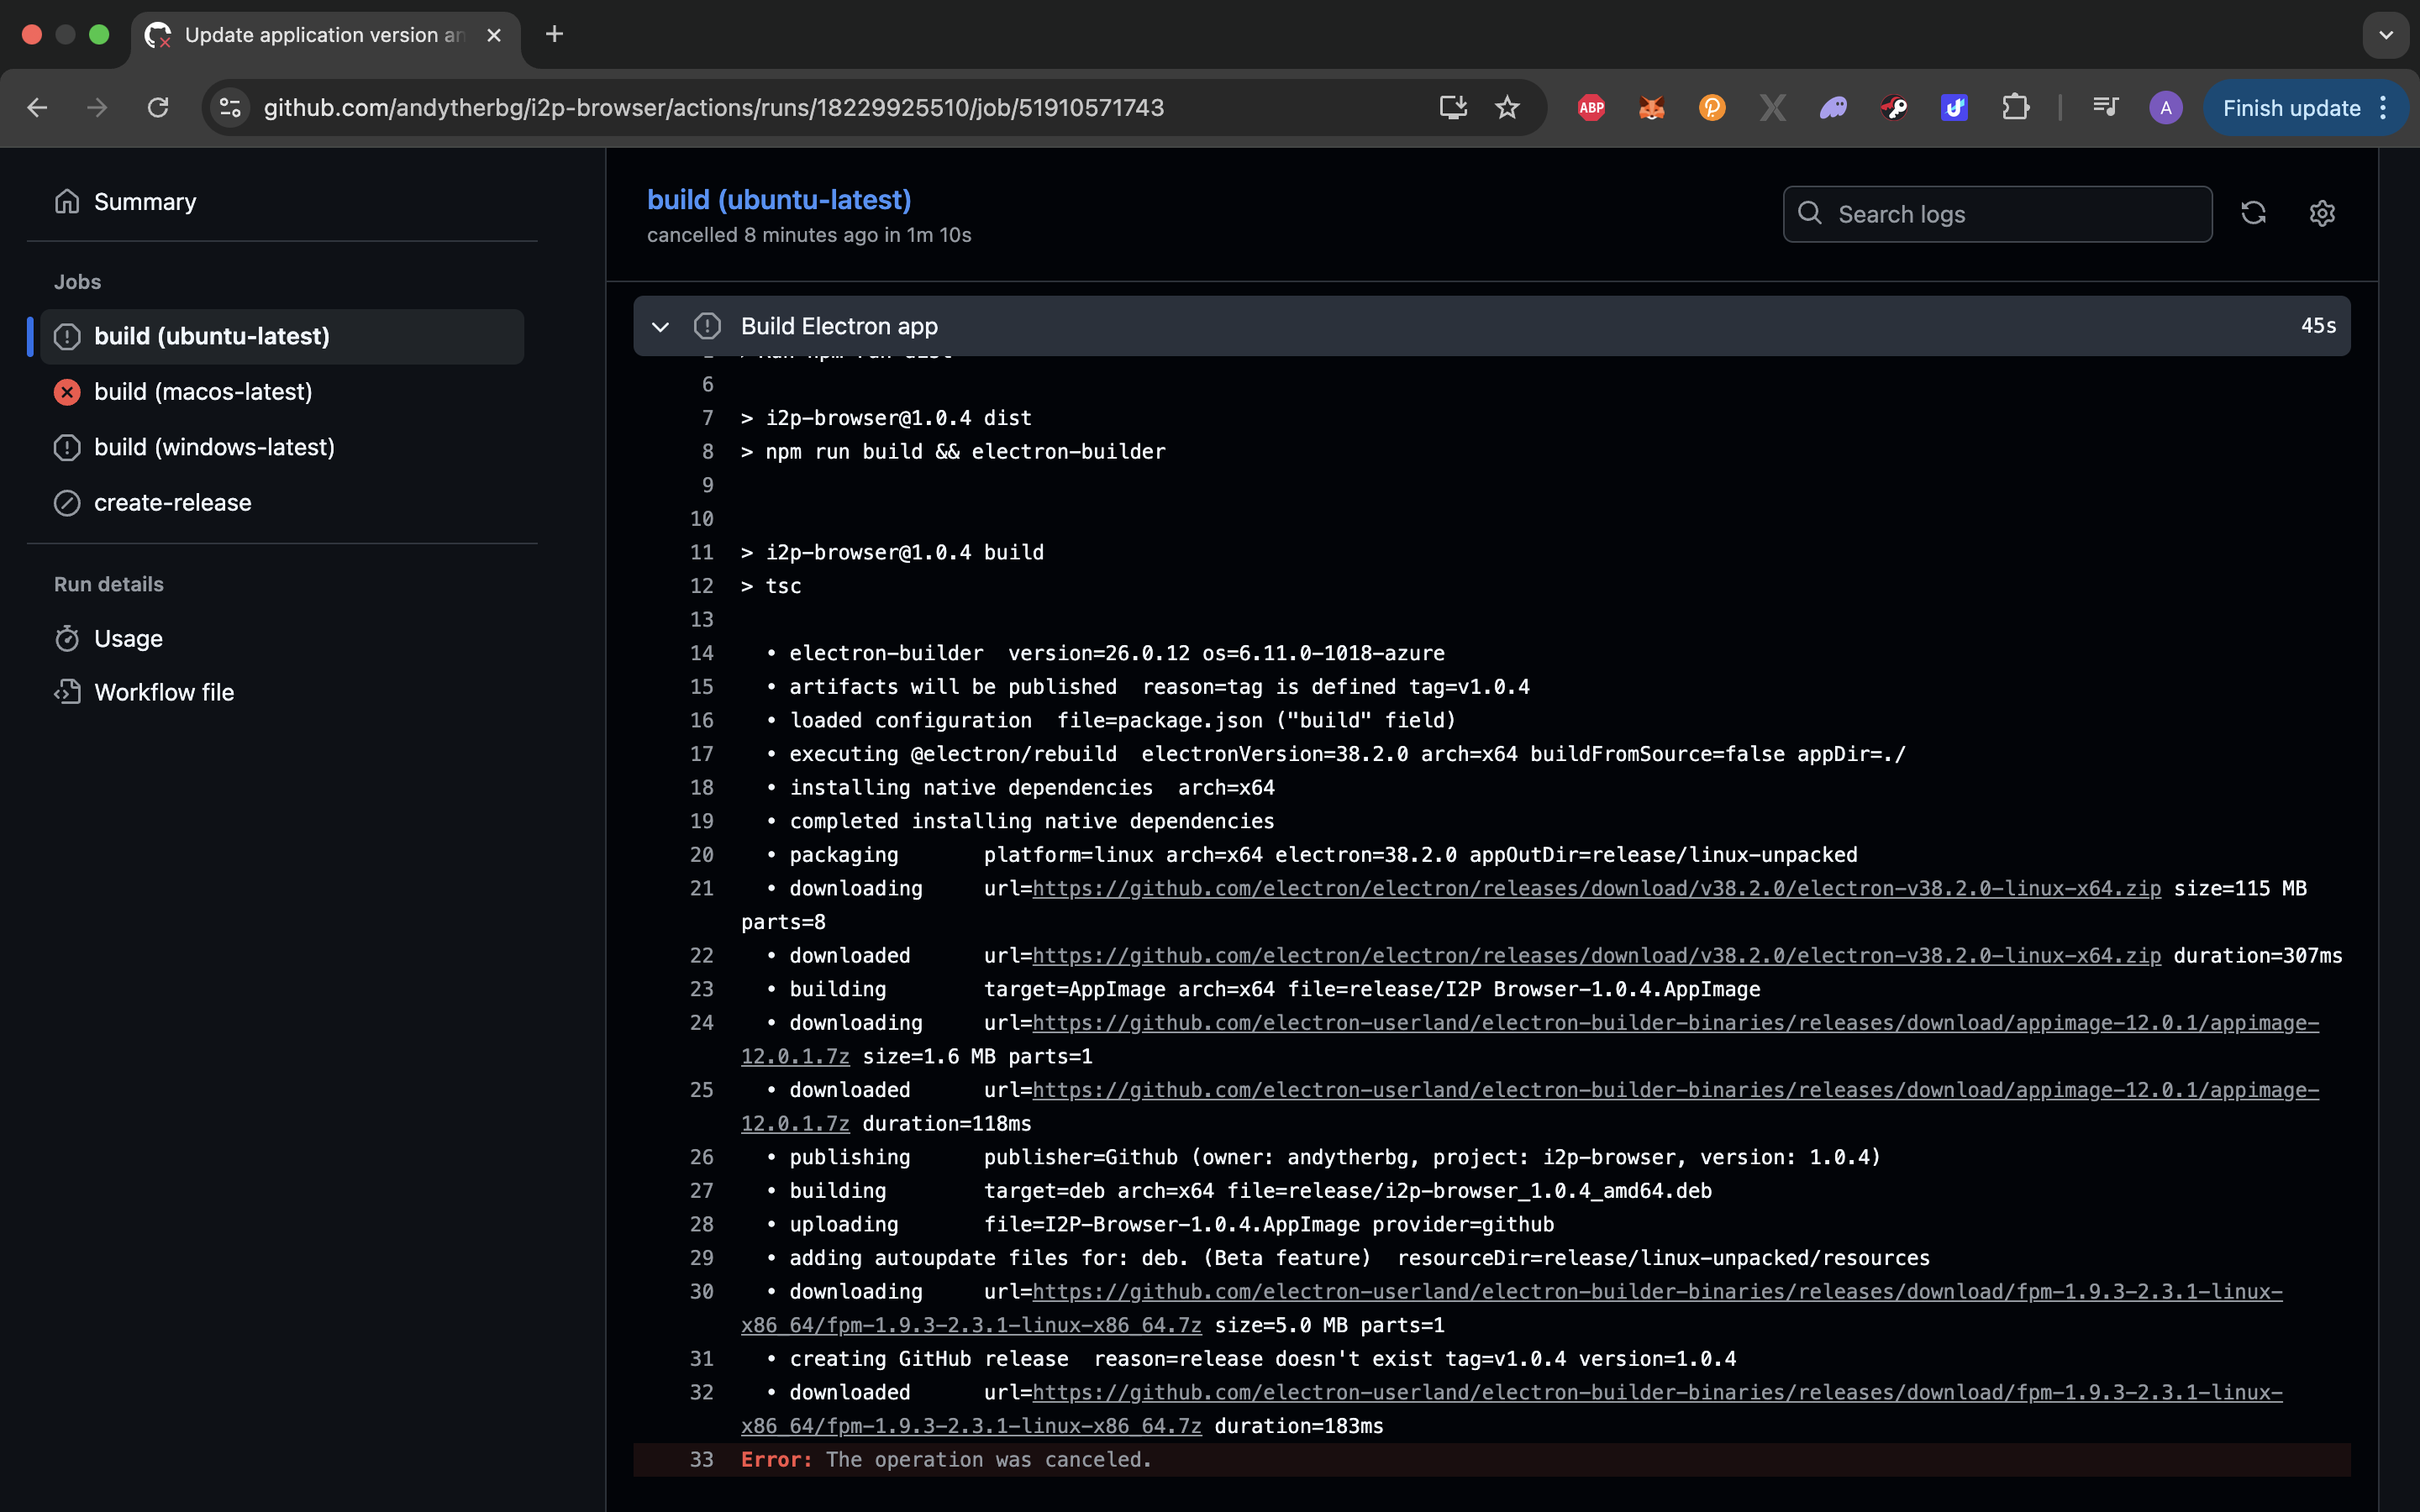 Update application version an
github.com/andytherbg/i2p-browser/actions/runs/18229925510/job/51910571743
ABP
A
Finish update
Summary
Jobs
build (ubuntu-latest)
build (macos-latest)
build (windows-latest)
create-release
Run details
Usage
Workflow file
build (ubuntu-latest)
cancelled 8 minutes ago in 1m 10s
Search logs
Build Electron app
45s
6
7 > i2p-browser@1.0.4 dist
8 > npm run build && electron-builder
9
10
11 > i2p-browser@1.0.4 build
12 > tsc
13
14 • electron-builder version=26.0.12 os=6.11.0-1018-azure
15 • artifacts will be published reason=tag is defined tag=v1.0.4
16 • loaded configuration file=package.json ("build" field)
17 • executing @electron/rebuild electronVersion=38.2.0 arch=x64 buildFromSource=false appDir=./
18 • installing native dependencies arch=x64
19 • completed installing native dependencies
20 • packaging platform=linux arch=x64 electron=38.2.0 appOutDir=release/linux-unpacked
21 • downloading url=https://github.com/electron/electron/releases/download/v38.2.0/electron-v38.2.0-linux-x64.zip size=115 MB
parts=8
22 • downloaded url=https://github.com/electron/electron/releases/download/v38.2.0/electron-v38.2.0-linux-x64.zip duration=307ms
23 • building target=AppImage arch=x64 file=release/I2P Browser-1.0.4.AppImage
24 • downloading url=https://github.com/electron-userland/electron-builder-binaries/releases/download/appimage-12.0.1/appimage-
12.0.1.7z size=1.6 MB parts=1
25 • downloaded url=https://github.com/electron-userland/electron-builder-binaries/releases/download/appimage-12.0.1/appimage-
12.0.1.7z duration=118ms
26 • publishing publisher=Github (owner: andytherbg, project: i2p-browser, version: 1.0.4)
27 • building target=deb arch=x64 file=release/i2p-browser_1.0.4_amd64.deb
28 • uploading file=I2P-Browser-1.0.4.AppImage provider=github
29 • adding autoupdate files for: deb. (Beta feature) resourceDir=release/linux-unpacked/resources
30 • downloading url=https://github.com/electron-userland/electron-builder-binaries/releases/download/fpm-1.9.3-2.3.1-linux-
x86_64/fpm-1.9.3-2.3.1-linux-x86_64.7z size=5.0 MB parts=1
31 • creating GitHub release reason=release doesn't exist tag=v1.0.4 version=1.0.4
32 • downloaded url=https://github.com/electron-userland/electron-builder-binaries/releases/download/fpm-1.9.3-2.3.1-linux-
x86_64/fpm-1.9.3-2.3.1-linux-x86_64.7z duration=183ms
33 Error: The operation was canceled.